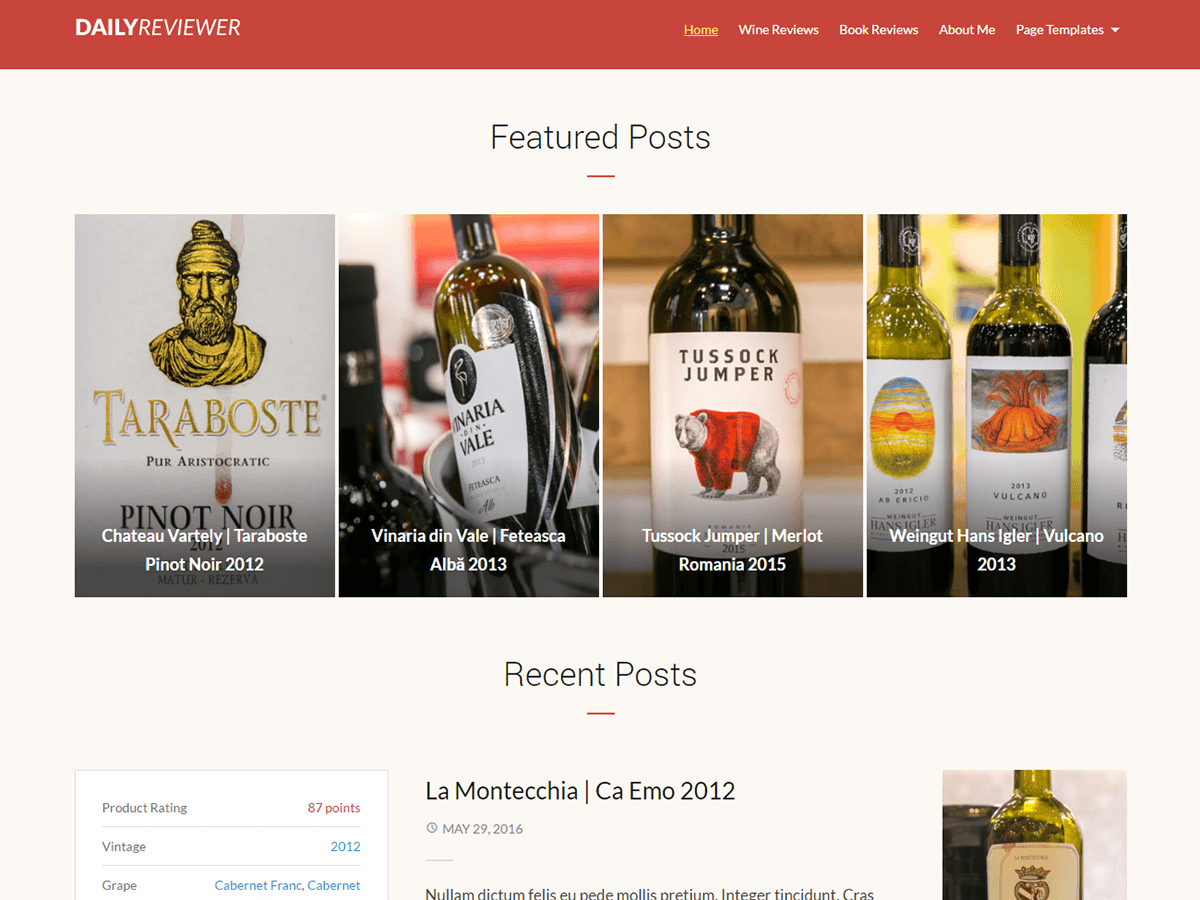 DAILYREVIEWER
Home Wine Reviews Book Reviews About Me Page Templates
Featured Posts
TARABOSTE
PUR ARISTOCRATIC
PINOT NOIR
2012
MATUR - REZERVĂ
Chateau Vartely | Taraboste
Pinot Noir 2012
VINARIA
DIN
VALE
2013
FETEASCA
Alb
Vinaria din Vale | Feteasca
Albă 2013
TUSSOCK
JUMPER
ROMANIA
2015
Tussock Jumper | Merlot
Romania 2015
2012
AB ERICIO
WEINGUT
HANS IGLER
2013
VULCANO
WEINGUT
HANS IGLER
Weingut Hans Igler | Vulcano
2013
Recent Posts
Product Rating 87 points
Vintage 2012
Grape Cabernet Franc, Cabernet
La Montecchia | Ca Emo 2012
MAY 29, 2016
Nullam dictum felis eu pede mollis pretium. Integer tincidunt. Cras
LA MONTECCHIA